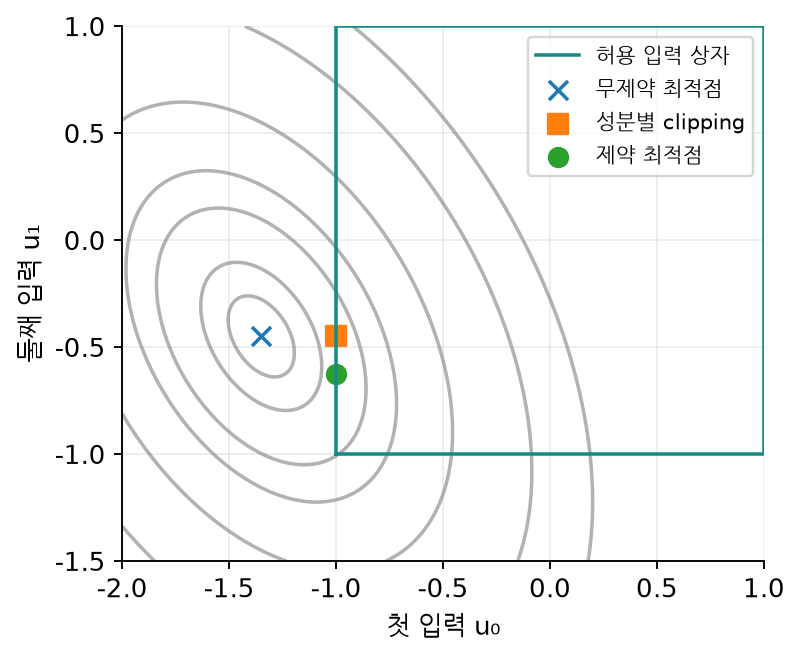 1.0
0.5
0.0
-0.5
-1.0
-1.5
-2.0
-1.5
-1.0
-0.5
0.0
0.5
1.0
둘째 입력 u₁
첫 입력 u₀
허용 입력 상자
무제약 최적점
성분별 clipping
제약 최적점